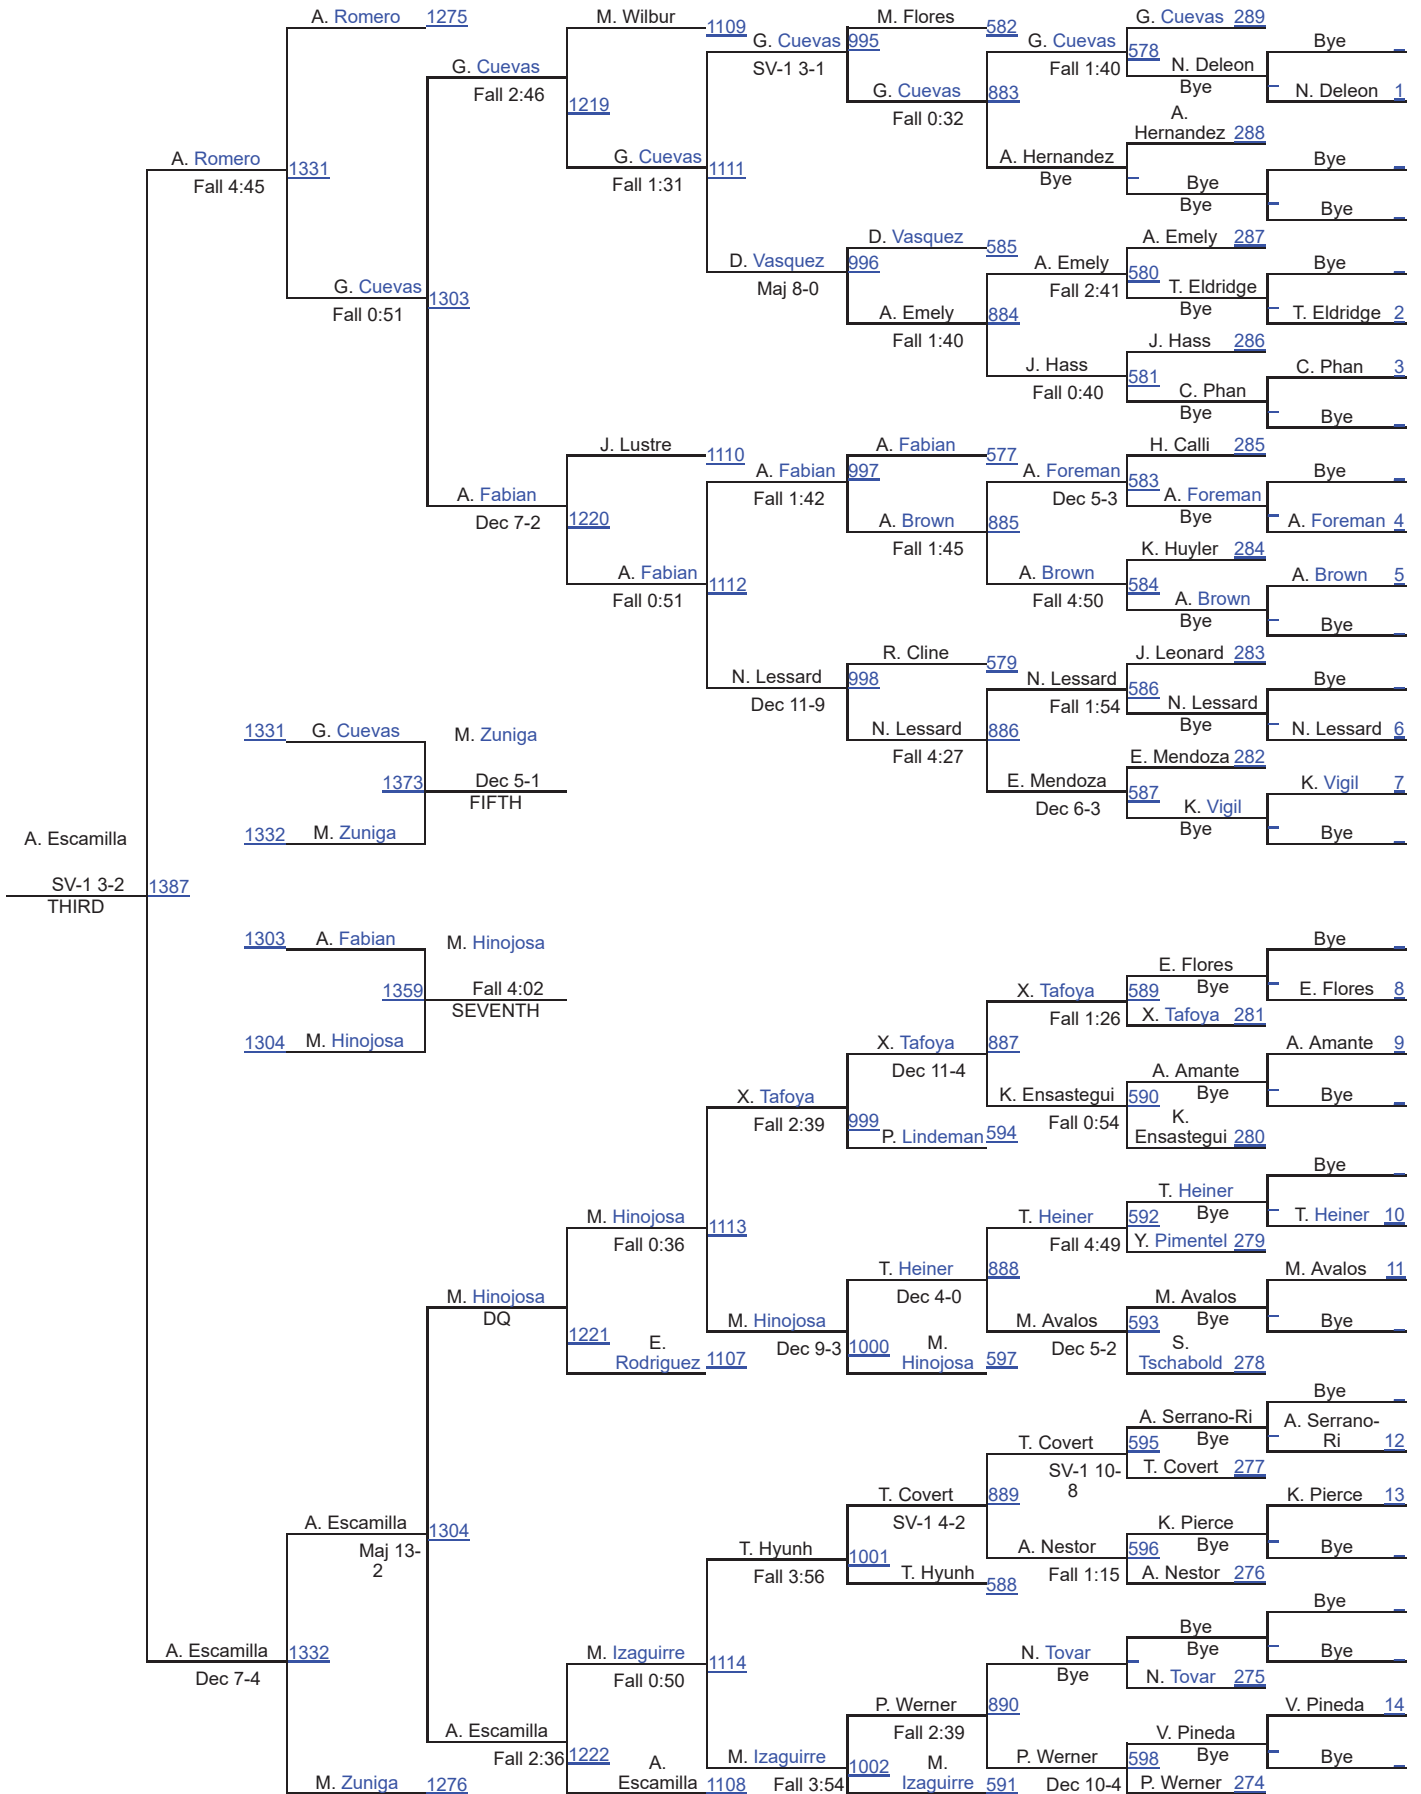 A. Romero 1275
M. Wilbur 1109
M. Flores 582
G. Cuevas 289
Bye
G. Cuevas 995
SV-1 3-1
G. Cuevas 578
Fall 1:40
N. Deleon
Bye
N. Deleon 1
G. Cuevas
Fall 2:46
1219
G. Cuevas 883
Fall 0:32
A.
Hernandez 288
A. Romero 1331
Fall 4:45
G. Cuevas 1111
Fall 1:31
A. Hernandez
Bye
Bye
Bye
Bye
Bye
D. Vasquez 585
A. Emely 287
D. Vasquez 996
Maj 8-0
A. Emely 580
Fall 2:41
Bye
T. Eldridge
Bye
T. Eldridge 2
G. Cuevas 1303
Fall 0:51
A. Emely 884
Fall 1:40
J. Hass 286
J. Hass 581
Fall 0:40
C. Phan 3
C. Phan
Bye
Bye
J. Lustre 1110
A. Fabian 577
H. Calli 285
A. Fabian 997
Fall 1:42
A. Foreman 583
Dec 5-3
Bye
A. Foreman
Bye
A. Foreman 4
A. Fabian
Dec 7-2
1220
A. Brown 885
Fall 1:45
K. Huyler 284
A. Fabian 1112
Fall 0:51
A. Brown 584
Fall 4:50
A. Brown 5
A. Brown
Bye
Bye
R. Cline 579
J. Leonard 283
N. Lessard 998
Dec 11-9
N. Lessard 586
Fall 1:54
Bye
N. Lessard
Bye
N. Lessard 6
1331 G. Cuevas
M. Zuniga
N. Lessard 886
Fall 4:27
E. Mendoza 282
1373 Dec 5-1
FIFTH
E. Mendoza 587
Dec 6-3
K. Vigil 7
K. Vigil
Bye
Bye
1332 M. Zuniga
A. Escamilla
SV-1 3-2 1387
THIRD
1303 A. Fabian
M. Hinojosa
Bye
E. Flores
Bye
E. Flores 8
1359 Fall 4:02
SEVENTH
X. Tafoya 589
Fall 1:26
X. Tafoya 281
1304 M. Hinojosa
X. Tafoya 887
Dec 11-4
A. Amante 9
A. Amante
Bye
Bye
X. Tafoya
Fall 2:39
999
P. Lindeman 594
K. Ensastegui 590
Fall 0:54
K.
Ensastegui 280
Bye
T. Heiner
Bye
T. Heiner 10
M. Hinojosa 1113
Fall 0:36
T. Heiner 592
Fall 4:49
Y. Pimentel 279
T. Heiner 888
Dec 4-0
M. Avalos 11
M. Avalos
Bye
Bye
M. Hinojosa
DQ
1221
E.
Rodriguez 1107
M. Hinojosa
Dec 9-3
1000
M.
Hinojosa 597
M. Avalos 593
Dec 5-2
S.
Tschabold 278
Bye
A. Serrano-Ri
Bye
A. Serrano-
Ri 12
T. Covert 595
SV-1 10-
8
T. Covert 277
T. Covert 889
SV-1 4-2
K. Pierce 13
K. Pierce
Bye
Bye
A. Escamilla 1304
Maj 13-
2
T. Hyunh
Fall 3:56
1001
T. Hyunh 588
A. Nestor 596
Fall 1:15
A. Nestor 276
Bye
Bye
Bye
Bye
A. Escamilla 1332
Dec 7-4
M. Izaguirre 1114
Fall 0:50
N. Tovar
Bye
N. Tovar 275
P. Werner 890
Fall 2:39
V. Pineda 14
V. Pineda
Bye
Bye
A. Escamilla
Fall 2:36
1222
A.
Escamilla 1108
M. Izaguirre
Fall 3:54
1002
M.
Izaguirre 591
P. Werner 598
Dec 10-4
P. Werner 274
M. Zuniga 1276